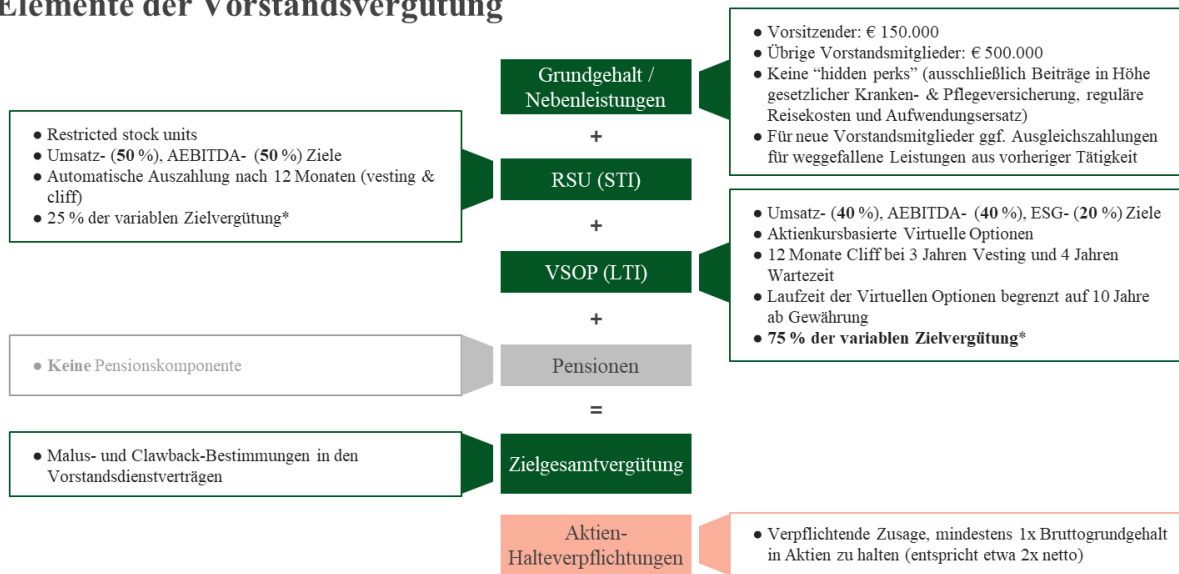 Elemente der Vorstandsvergütung
Grundgehalt /
Nebenleistungen
● Vorsitzender: € 150.000
● Übrige Vorstandsmitglieder: € 500.000
● Keine “hidden perks” (ausschließlich Beiträge in Höhe
gesetzlicher Kranken- & Pflegeversicherung, reguläre
Reisekosten und Aufwendungsersatz)
● Für neue Vorstandsmitglieder ggf. Ausgleichszahlungen
für weggefallene Leistungen aus vorheriger Tätigkeit
+
● Restricted stock units
● Umsatz- (50 %), AEBITDA- (50 %) Ziele
● Automatische Auszahlung nach 12 Monaten (vesting &
cliff)
● 25 % der variablen Zielvergütung*
RSU (STI)
+
VSOP (LTI)
● Umsatz- (40 %), AEBITDA- (40 %), ESG- (20 %) Ziele
● Aktienkursbasierte Virtuelle Optionen
● 12 Monate Cliff bei 3 Jahren Vesting und 4 Jahren
Wartezeit
● Laufzeit der Virtuellen Optionen begrenzt auf 10 Jahre
ab Gewährung
● 75 % der variablen Zielvergütung*
+
● Keine Pensionskomponente
Pensionen
=
● Malus- und Clawback-Bestimmungen in den
Vorstandsdienstverträgen
Zielgesamtvergütung
Aktien-
Halteverpflichtungen
● Verpflichtende Zusage, mindestens 1x Bruttogrundgehalt
in Aktien zu halten (entspricht etwa 2x netto)